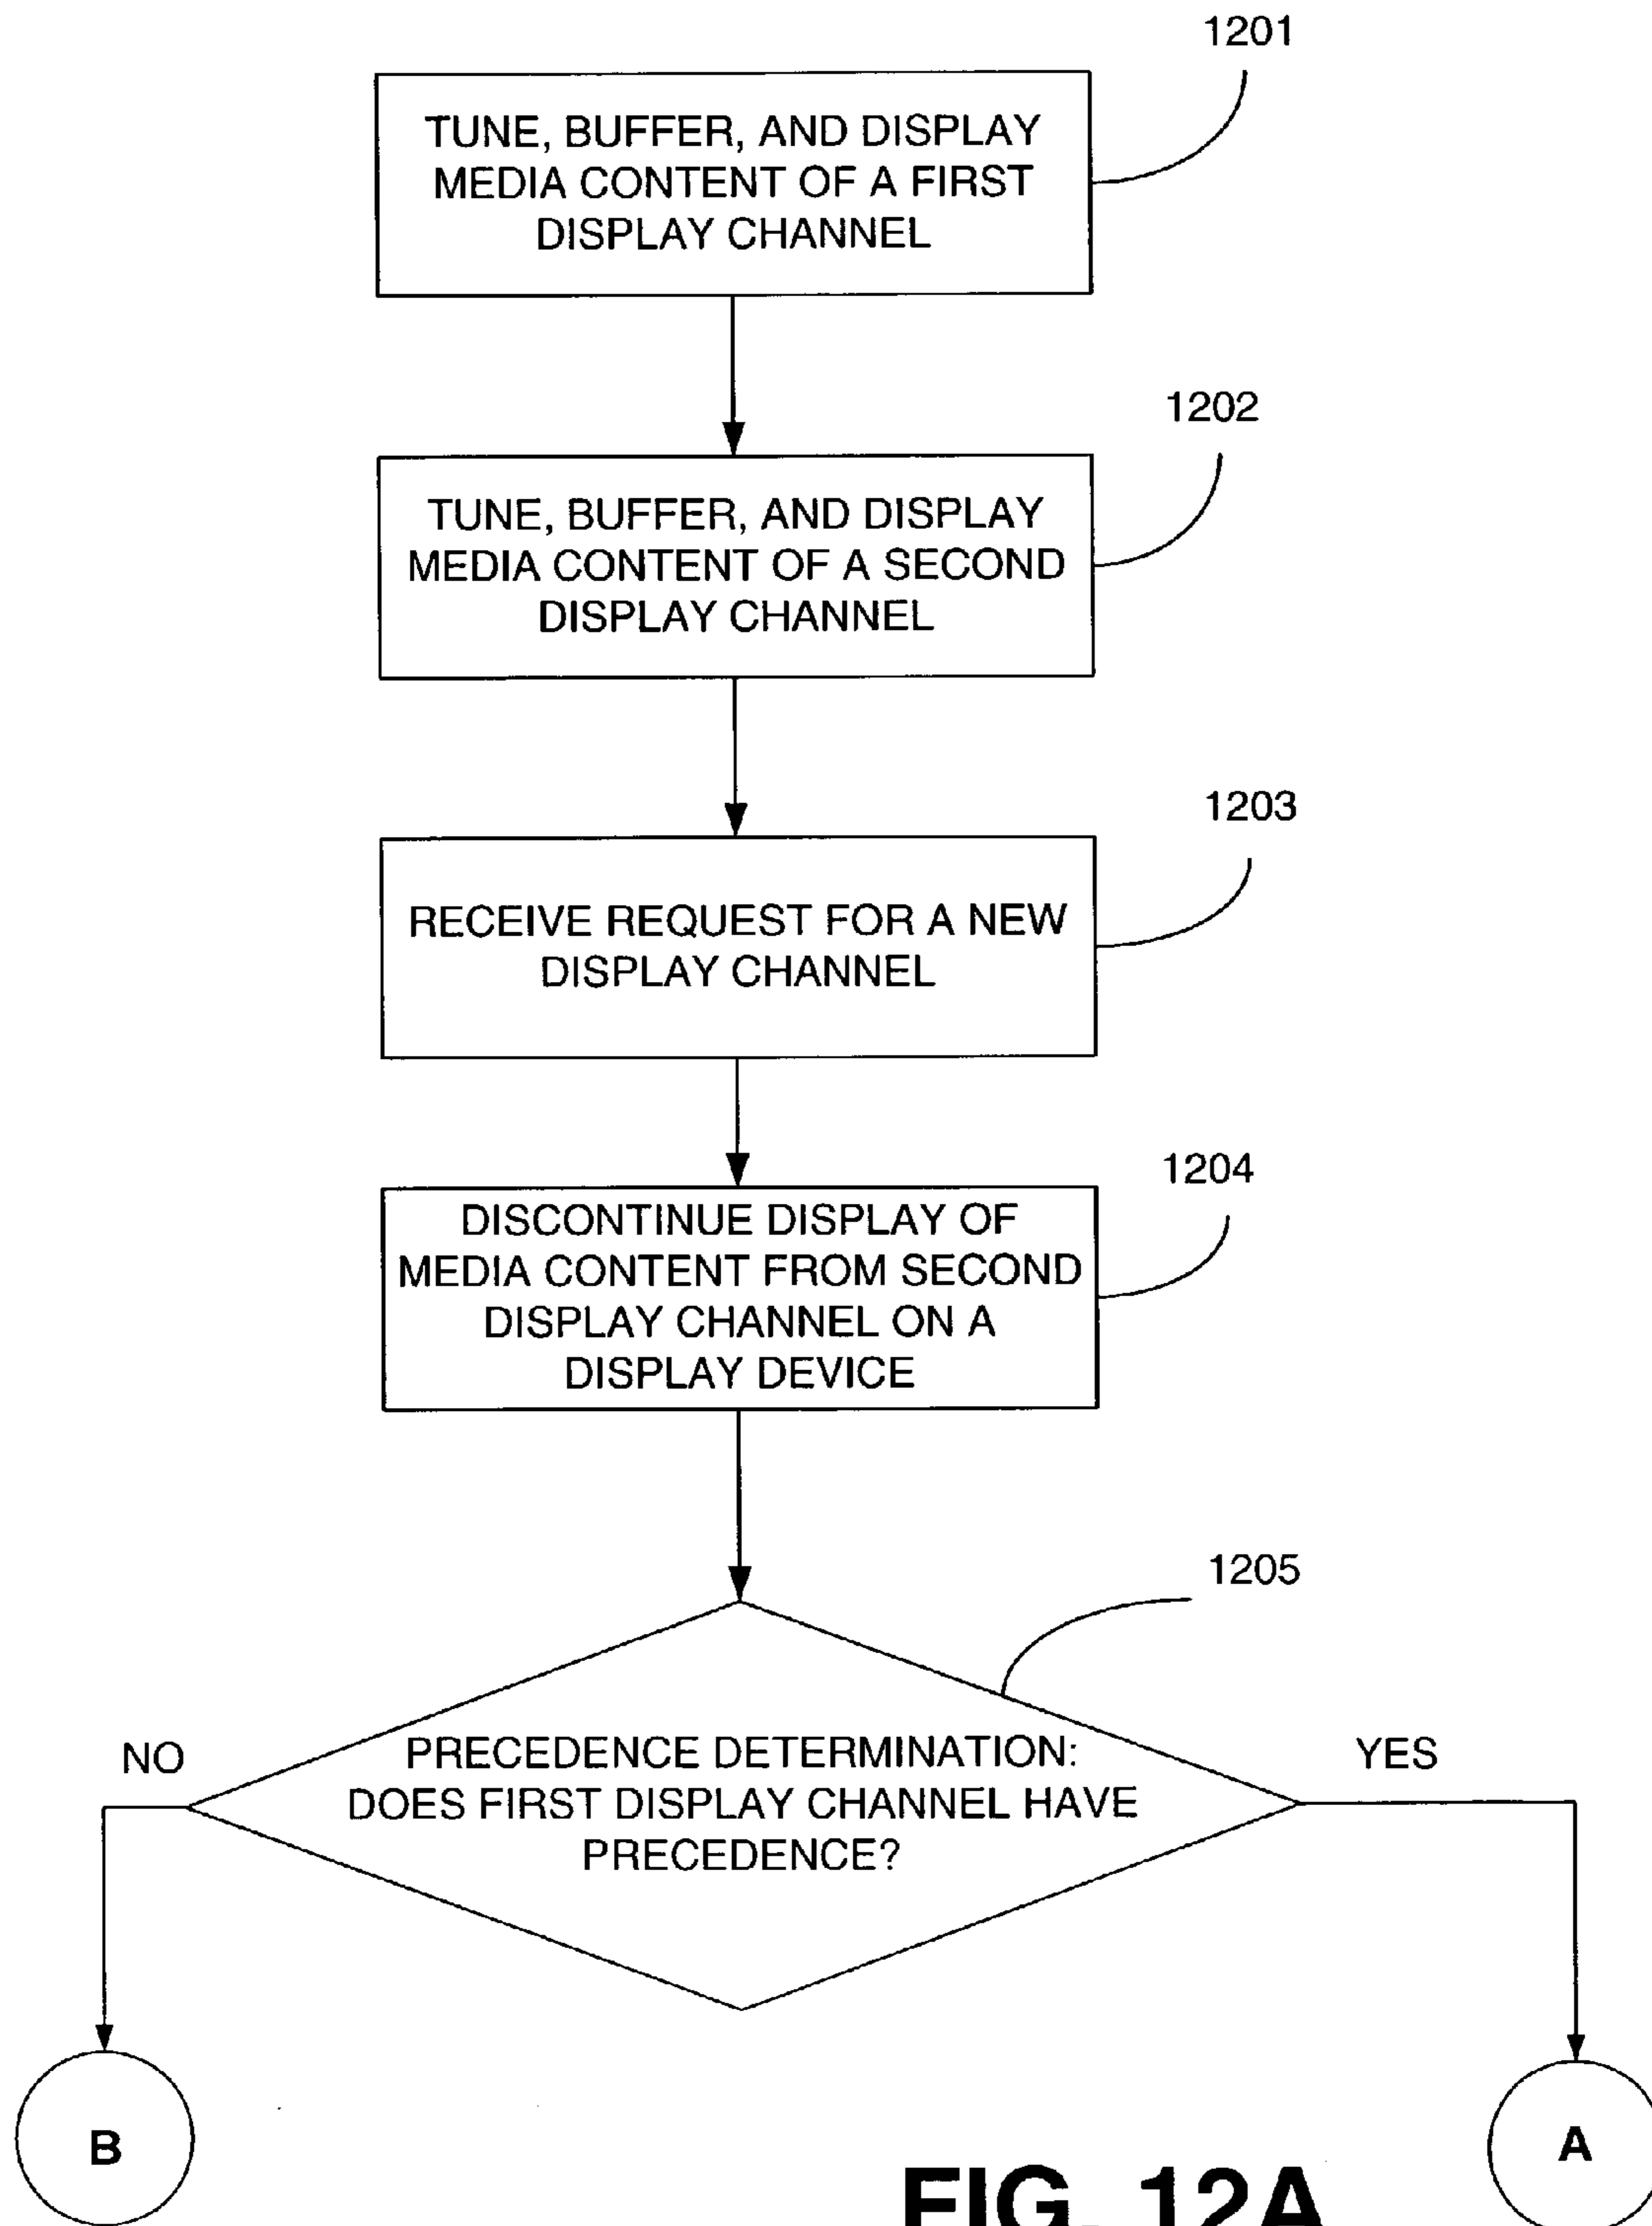 1201
TUNE, BUFFER, AND DISPLAY
MEDIA CONTENT OF A FIRST
DISPLAY CHANNEL
1202
TUNE, BUFFER, AND DISPLAY
MEDIA CONTENT OF A SECOND
DISPLAY CHANNEL
1203
RECEIVE REQUEST FOR A NEW
DISPLAY CHANNEL
1204
DISCONTINUE DISPLAY OF
MEDIA CONTENT FROM SECOND
DISPLAY CHANNEL ON A
DISPLAY DEVICE
1205
NO
PRECEDENCE DETERMINATION:
DOES FIRST DISPLAY CHANNEL HAVE
PRECEDENCE?
YES
B
A
FIG. 12A